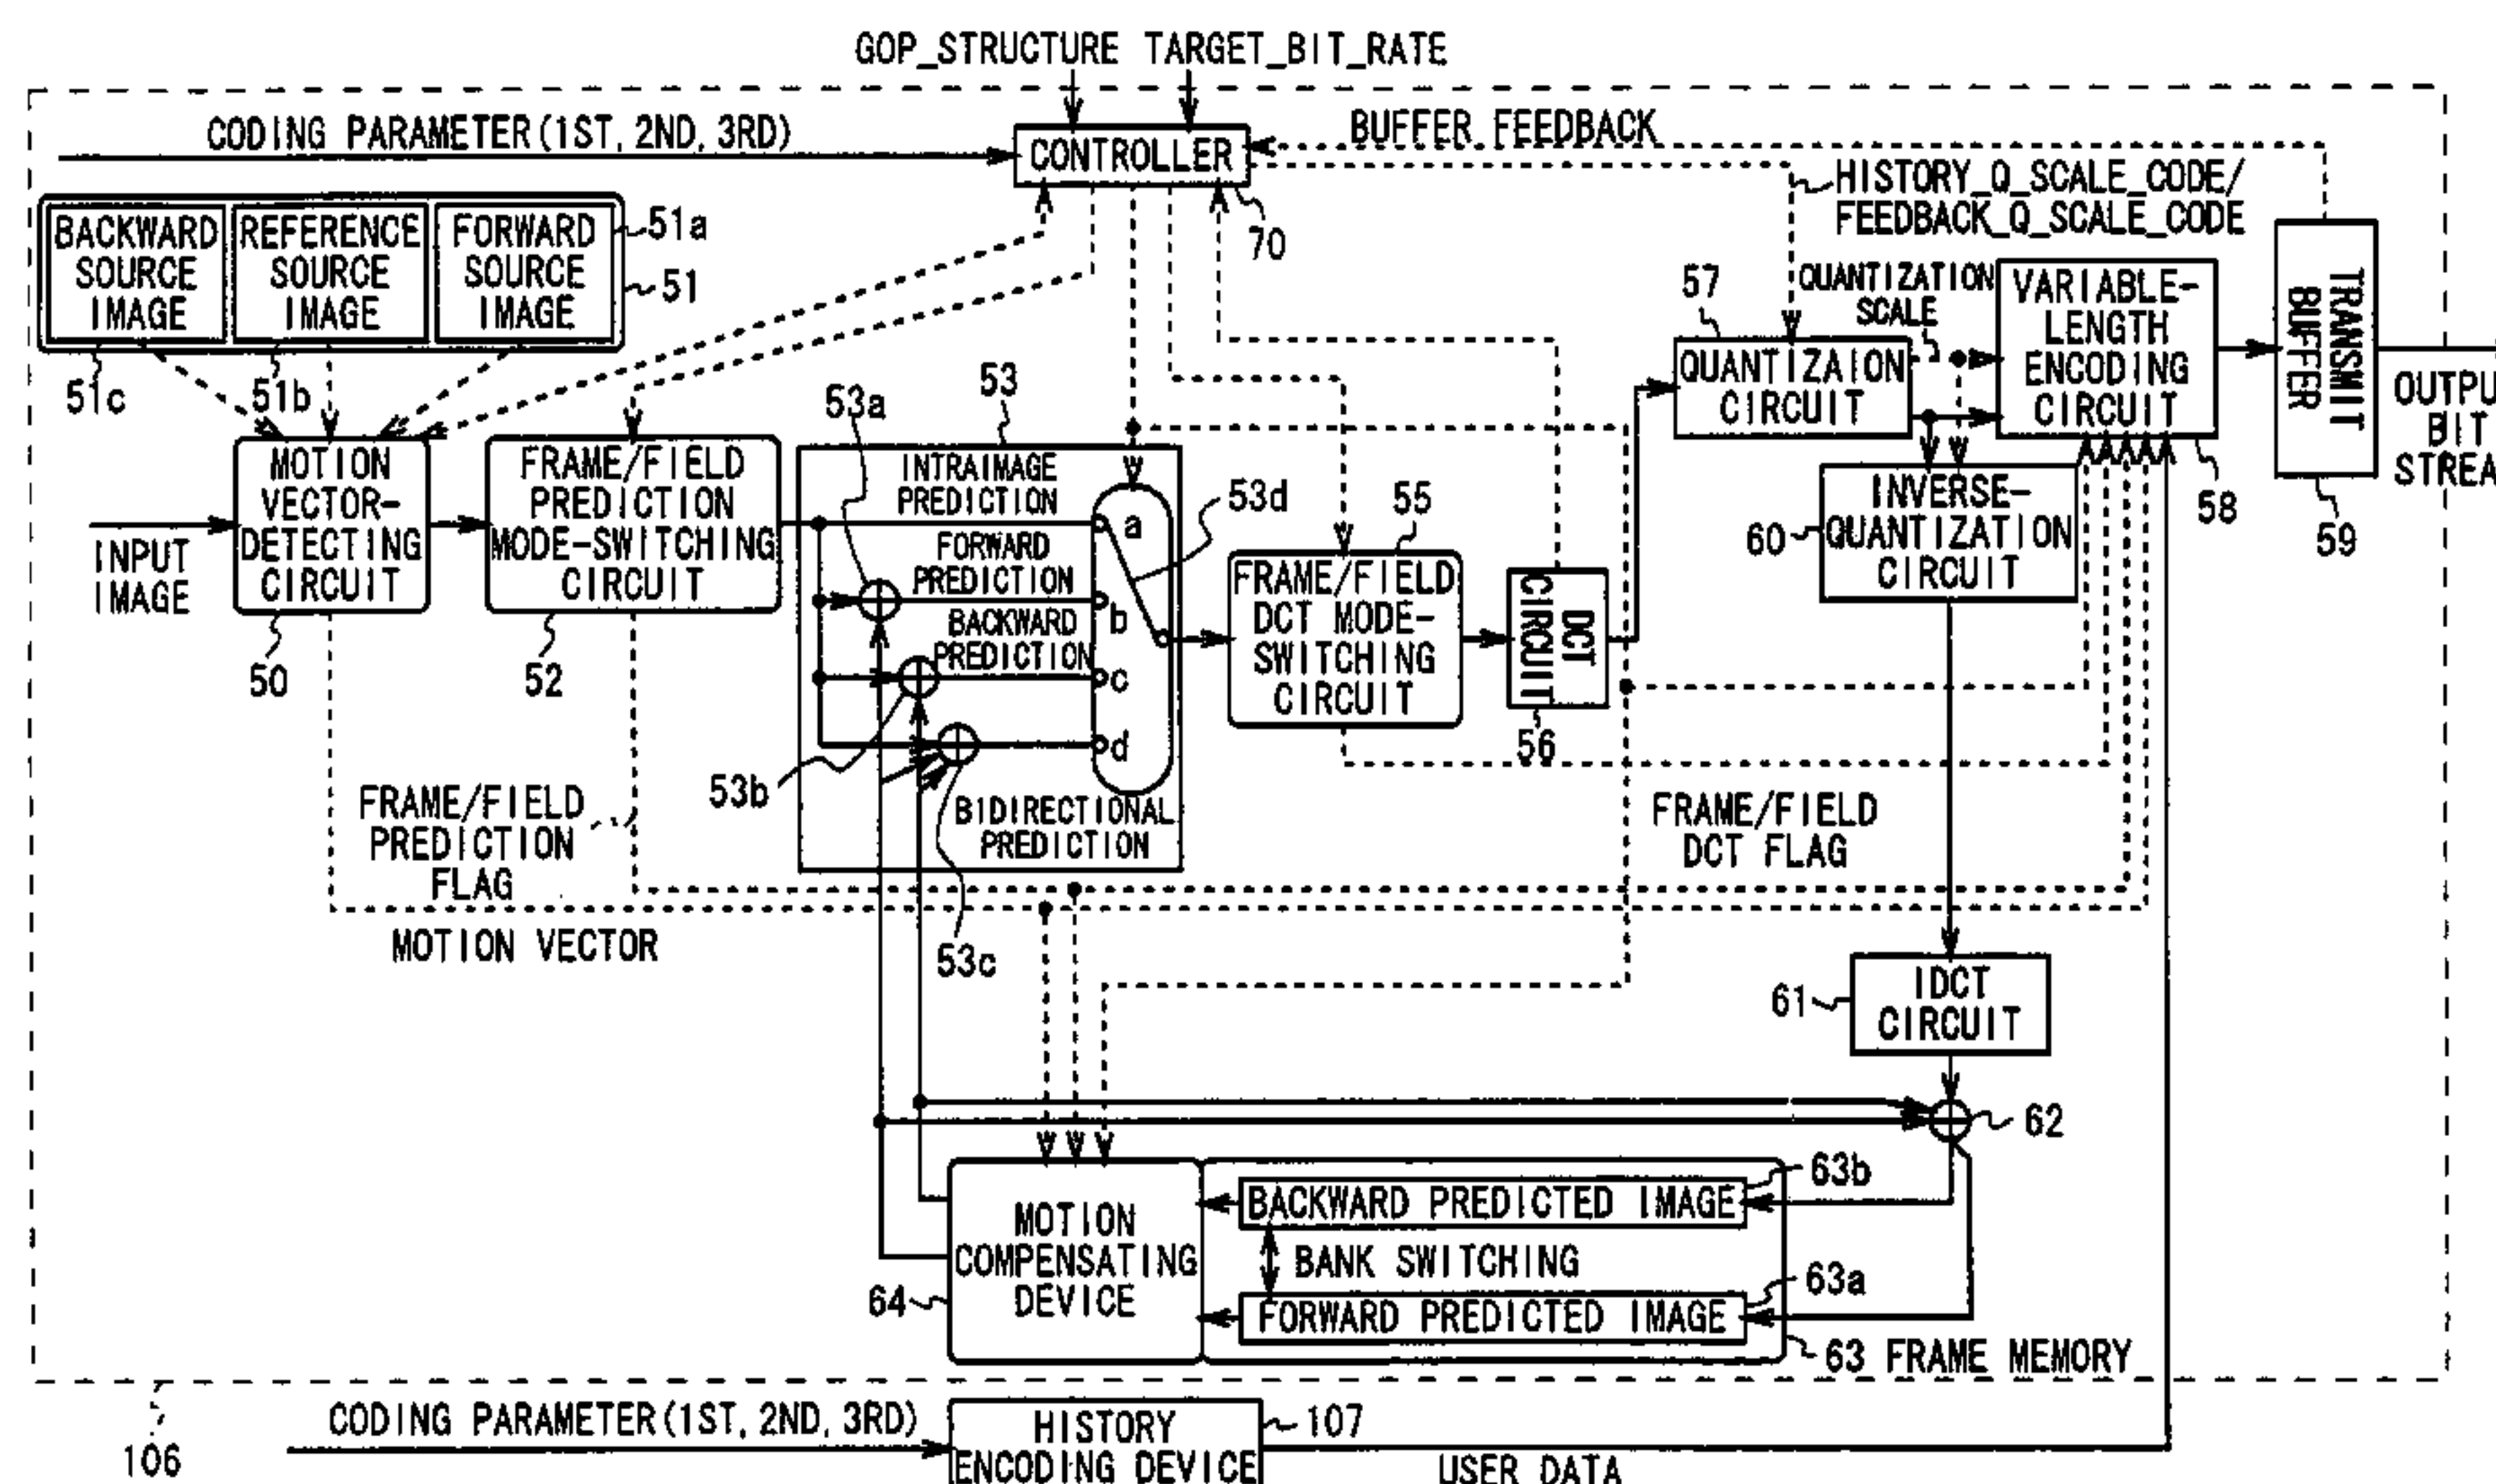 GOP_STRUCTURE TARGET_BIT_RATE
CODING PARAMETER(1ST, 2ND, 3RD)
CONTROLLER
BUFFER FEEDBACK
70
HISTORY_Q_SCALE_CODE/
FEEDBACK_Q_SCALE_CODE
BACKWARD
SOURCE
IMAGE
REFERENCE
SOURCE
IMAGE
FORWARD
SOURCE
IMAGE
51a
51
51c
51b
57
QUANTIZATION
SCALE
QUANTIZAION
CIRCUIT
VARIABLE-
LENGTH
ENCODING
CIRCUIT
58
TRANSMIT
BUFFER
59
OUTPU
BIT
STREA
INPUT
IMAGE
MOTION
VECTOR-
DETECTING
CIRCUIT
50
FRAME/FIELD
PREDICTION
MODE-SWITCHING
CIRCUIT
52
53a
53
INTRAIMAGE
PREDICTION
FORWARD
PREDICTION
BACKWARD
PREDICTION
a
b
c
d
53d
53b
BIDIRECTIONAL
PREDICTION
53c
55
FRAME/FIELD
DCT MODE-
SWITCHING
CIRCUIT
DCT
CIRCUIT
56
60
INVERSE-
QUANTIZATION
CIRCUIT
FRAME/FIELD
PREDICTION
FLAG
MOTION VECTOR
FRAME/FIELD
DCT FLAG
61
IDCT
CIRCUIT
62
MOTION
COMPENSATING
DEVICE
64
BACKWARD PREDICTED IMAGE
63b
BANK SWITCHING
FORWARD PREDICTED IMAGE
63a
63 FRAME MEMORY
106
CODING PARAMETER(1ST, 2ND, 3RD)
HISTORY
ENCODING DEVICE
107
USER DATA